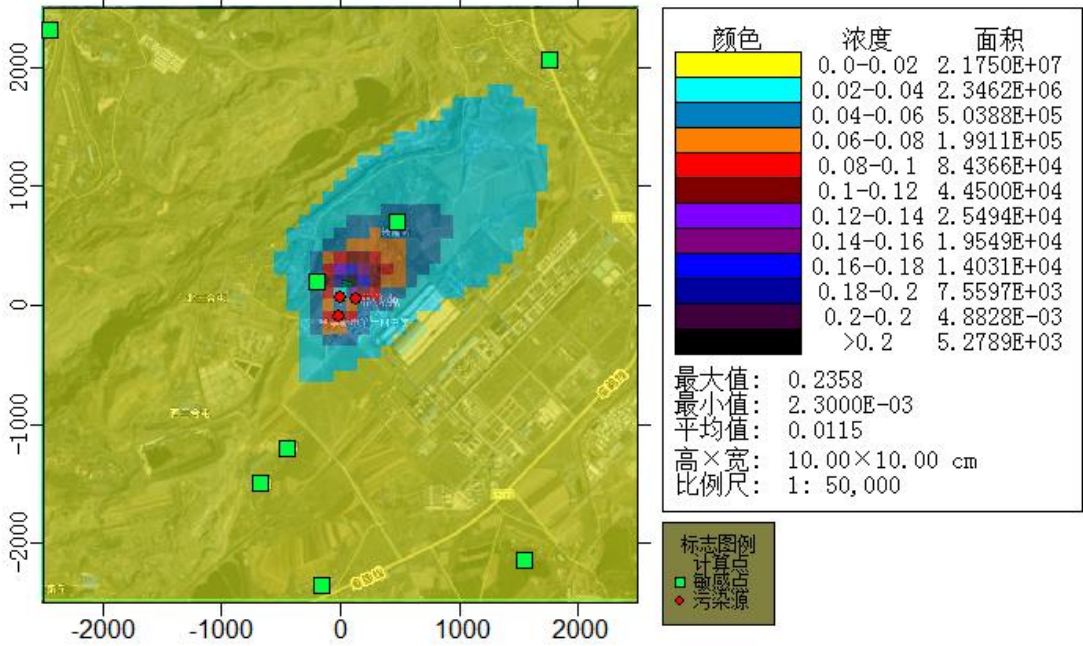 2000
1000
0
-1000
-2000
-2000
-1000
0
1000
2000
颜色 浓度 面积
0.0-0.02 2.1750E+07
0.02-0.04 2.3462E+06
0.04-0.06 5.0388E+05
0.06-0.08 1.9911E+05
0.08-0.1 8.4366E+04
0.1-0.12 4.4500E+04
0.12-0.14 2.5494E+04
0.14-0.16 1.9549E+04
0.16-0.18 1.4031E+04
0.18-0.2 7.5597E+03
0.2-0.2 4.8828E-03
>0.2 5.2789E+03
最大值: 0.2358
最小值: 2.3000E-03
平均值: 0.0115
高×宽: 10.00×10.00 cm
比例尺: 1: 50,000
标志图例
计算点
敏感点
污染源